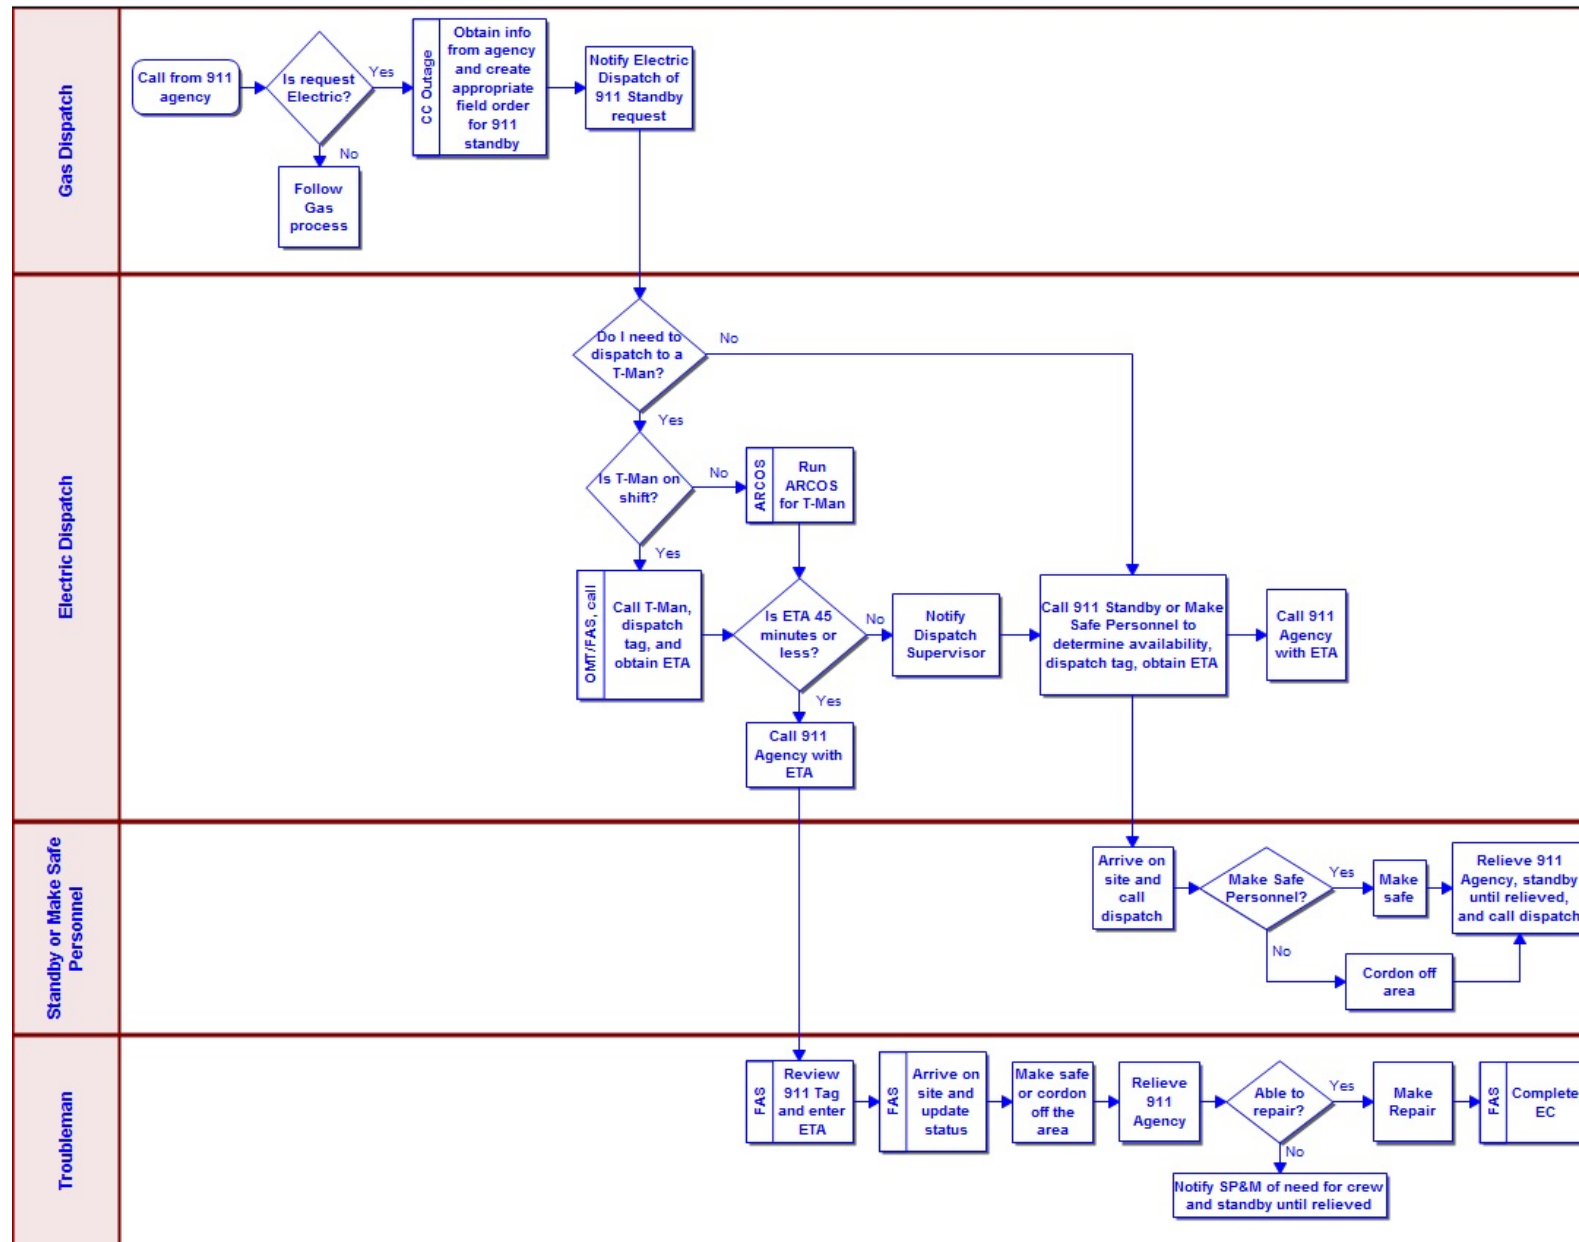 Gas Dispatch
Call from 911
agency
Is request
Electric?
Yes
No
Follow
Gas
process
CC Outage
Obtain info
from agency
and create
appropriate
field order
for 911
standby
Notify Electric
Dispatch of
911 Standby
request
Electric Dispatch
Do I need to
dispatch to a
T-Man?
No
Yes
Is T-Man on
shift?
No
Yes
ARCOS
Run
ARCOS
for T-Man
OMT/FAS, call
Call T-Man,
dispatch
tag, and
obtain ETA
Is ETA 45
minutes or
less?
No
Yes
Notify
Dispatch
Supervisor
Call 911 Standby or Make
Safe Personnel to
determine availability,
dispatch tag, obtain ETA
Call 911
Agency
with ETA
Call 911
Agency with
ETA
Standby or Make Safe
Personnel
Arrive on
site and
call
dispatch
Make Safe
Personnel?
Yes
No
Make
safe
Cordon off
area
Relieve 911
Agency, standby
until relieved,
and call dispatch
Troubleman
FAS
Review
911 Tag
and enter
ETA
FAS
Arrive on
site and
update
status
Make safe
or cordon
off the
area
Relieve
911
Agency
Able to
repair?
Yes
No
Make
Repair
FAS
Complete
EC
Notify SP&M of need for crew
and standby until relieved